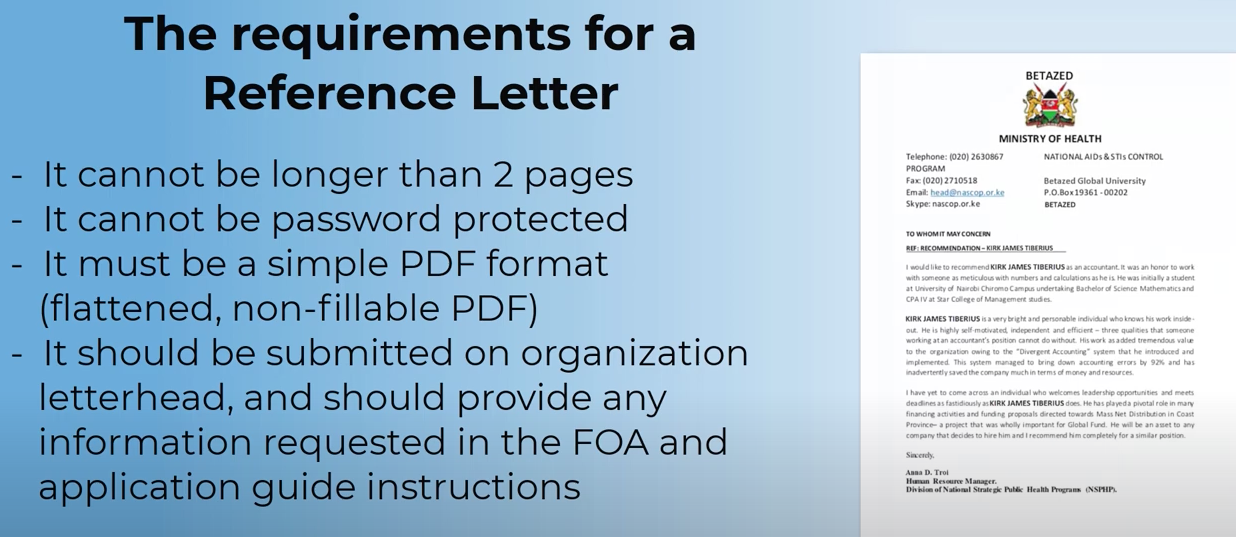 The requirements for a
Reference Letter
- It cannot be longer than 2 pages
- It cannot be password protected
- It must be a simple PDF format
(flattened, non-fillable PDF)
- It should be submitted on organization
letterhead, and should provide any
information requested in the FOA and
application guide instructions
BETAZED
MINISTRY OF HEALTH
Telephone: (020) 2630867 NATIONAL AIDs & STIs CONTROL
PROGRAM
Fax: (020) 2710518 Betazed Global University
Email: head@nascop.or.ke P.O.Box 19361 - 00202
Skype: nascop.or.ke BETAZED
TO WHOM IT MAY CONCERN
REF: RECOMMENDATION – KIRK JAMES TIBERIUS
I would like to recommend KIRK JAMES TIBERIUS as an accountant. It was an honor to work
with someone as meticulous with numbers and calculations as he is. He was initially a student
at University of Nairobi Chiromo Campus undertaking Bachelor of Science Mathematics and
CPA IV at Star College of Management studies.
KIRK JAMES TIBERIUS is a very bright and personable individual who knows his work inside-
out. He is highly self-motivated, independent and efficient – three qualities that someone
working at an accountant's position cannot do without. His work as added tremendous value
to the organization owing to the "Divergent Accounting" system that he introduced and
implemented. This system managed to bring down accounting errors by 92% and has
inadvertently saved the company much in terms of money and resources.
I have yet to come across an individual who welcomes leadership opportunities and meets
deadlines as fastidiously as KIRK JAMES TIBERIUS does. He has played a pivotal role in many
financing activities and funding proposals directed towards Mass Net Distribution in Coast
Province– a project that was wholly important for Global Fund. He will be an asset to any
company that decides to hire him and I recommend him completely for a similar position.
Sincerely,
Anna D. Troi
Human Resource Manager.
Division of National Strategic Public Health Programs (NSPHP).